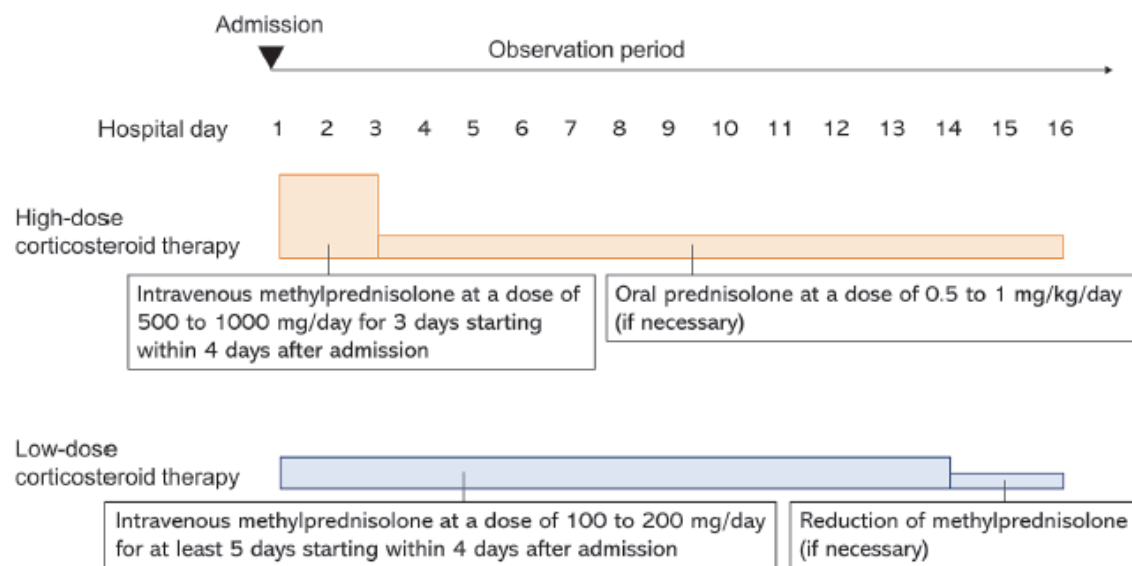 Admission
Observation period
Hospital day 1 2 3 4 5 6 7 8 9 10 11 12 13 14 15 16
High-dose
corticosteroid therapy
Intravenous methylprednisolone at a dose of
500 to 1000 mg/day for 3 days starting
within 4 days after admission
Oral prednisolone at a dose of 0.5 to 1 mg/kg/day
(if necessary)
Low-dose
corticosteroid therapy
Intravenous methylprednisolone at a dose of 100 to 200 mg/day
for at least 5 days starting within 4 days after admission
Reduction of methylprednisolone
(if necessary)